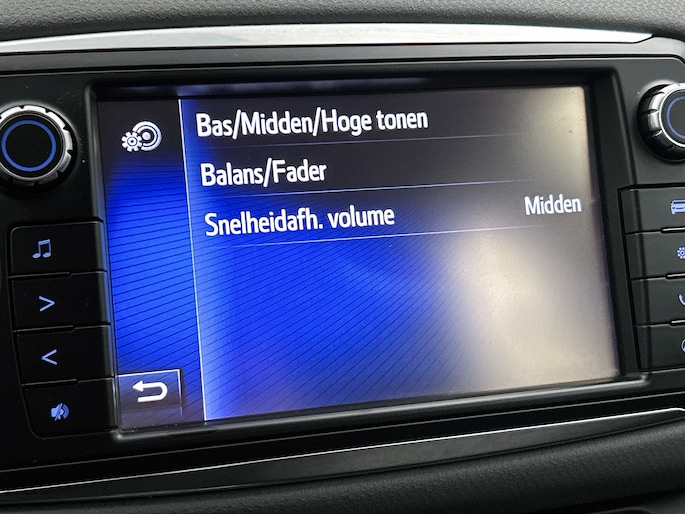 Bas/Midden/Hoge tonen
Balans/Fader
Snelheidafh. volume Midden